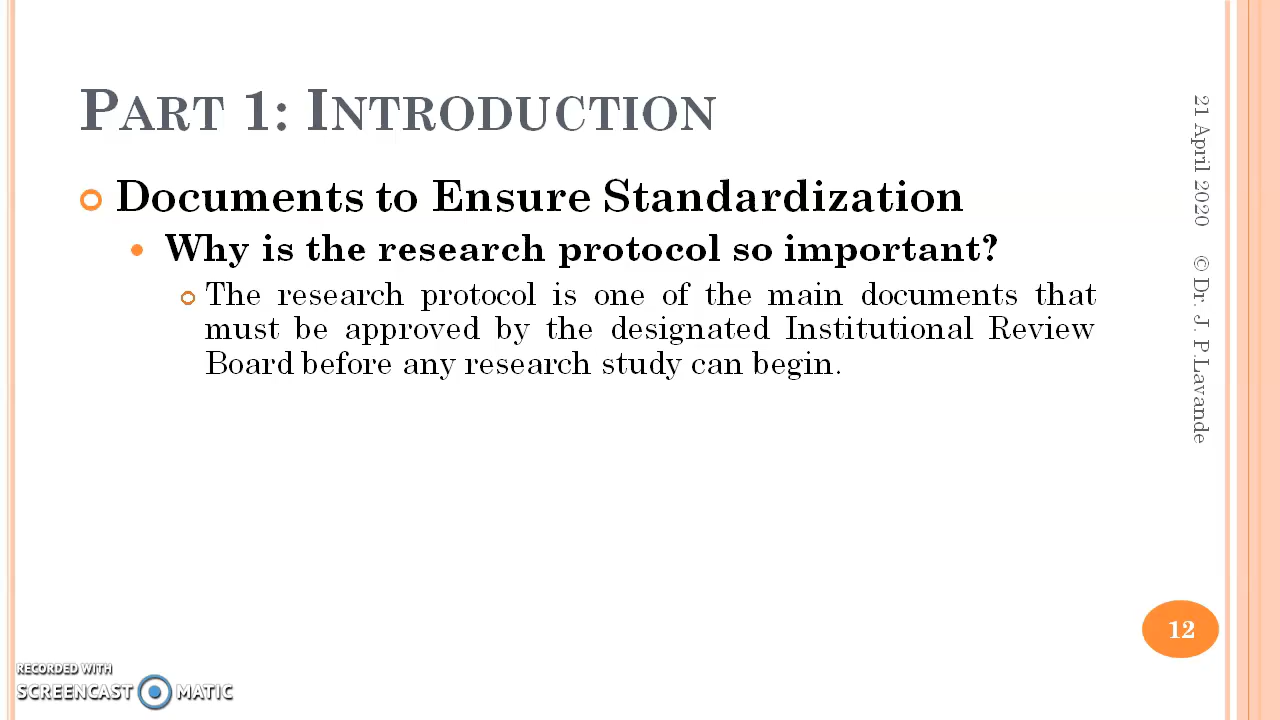 PART 1: INTRODUCTION
Documents to Ensure Standardization
Why is the research protocol so important?
The research protocol is one of the main documents that
must be approved by the designated Institutional Review
Board before any research study can begin.
21 April 2020 © Dr. J. P.Lavande
12
RECORDED WITH
SCREENCAST MATIC